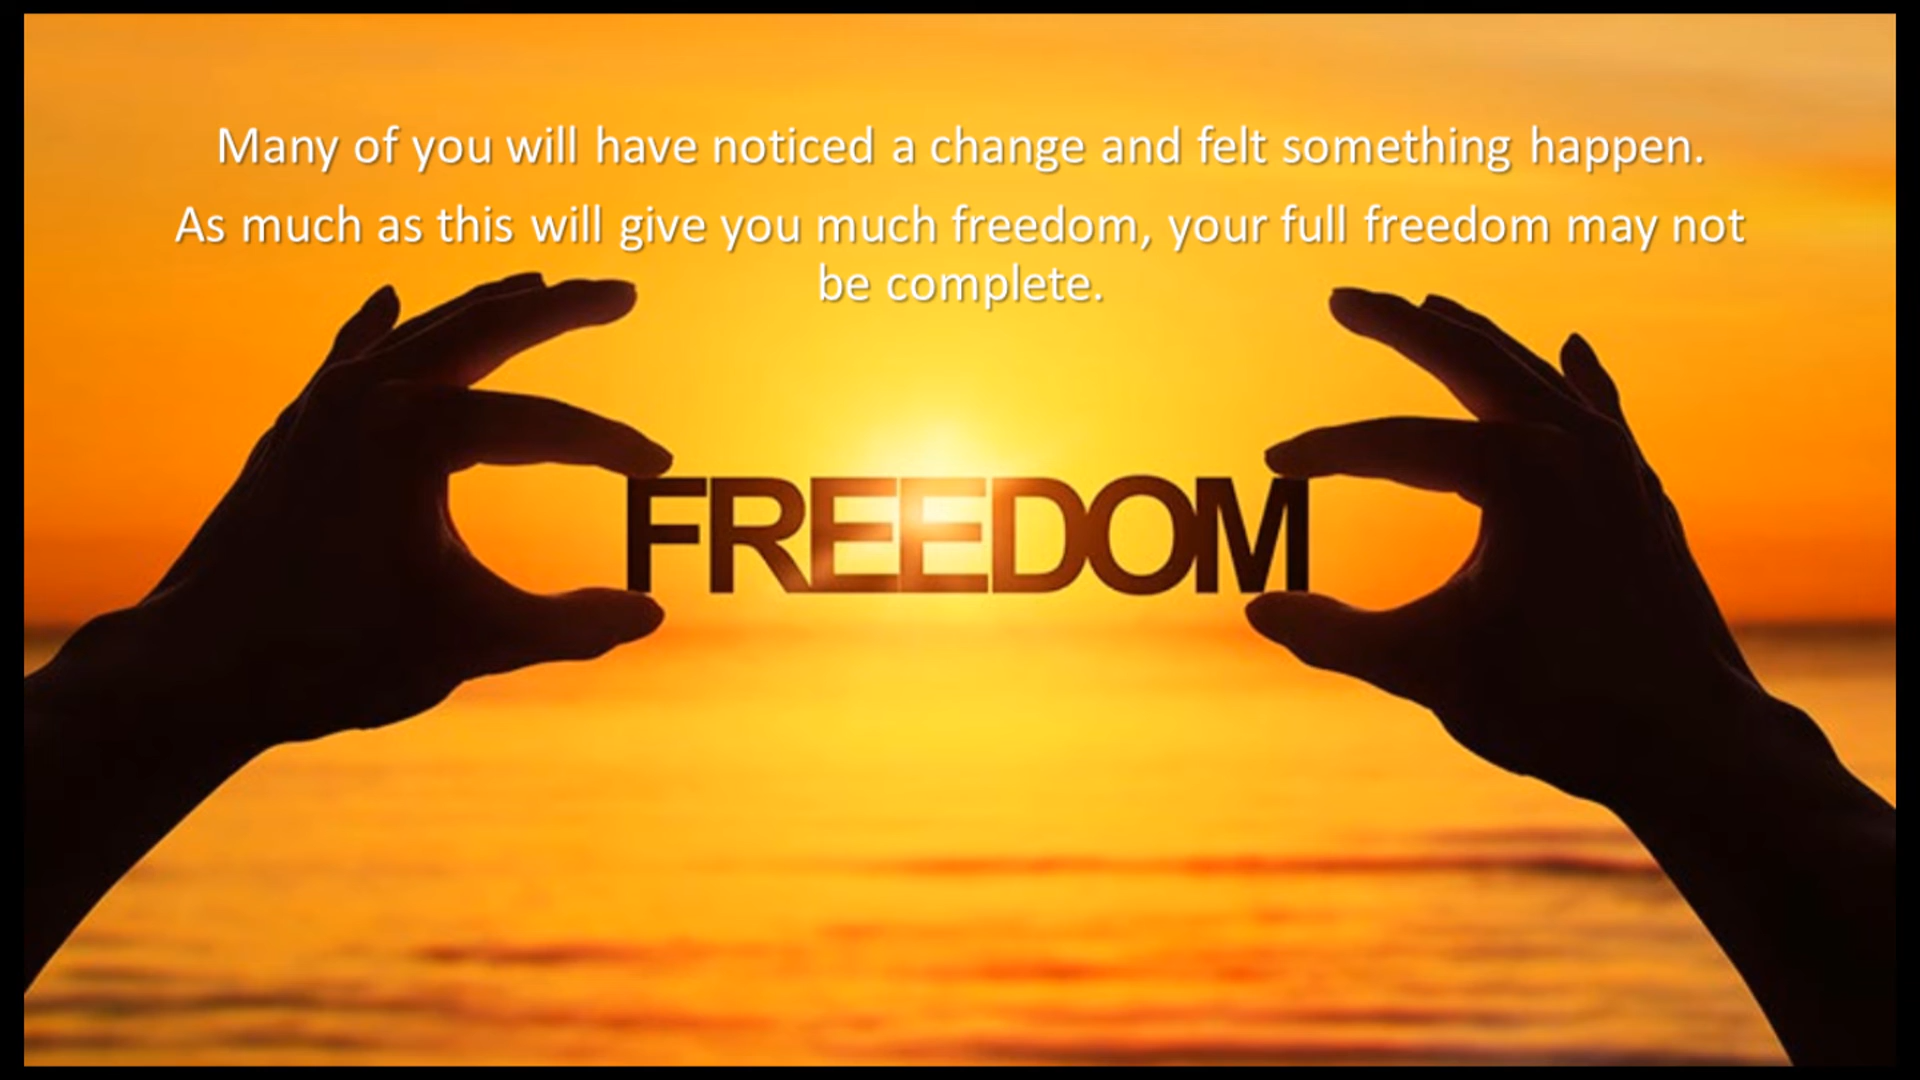 Many of you will have noticed a change and felt something happen.
As much as this will give you much freedom, your full freedom may not
be complete.
FREEDOM